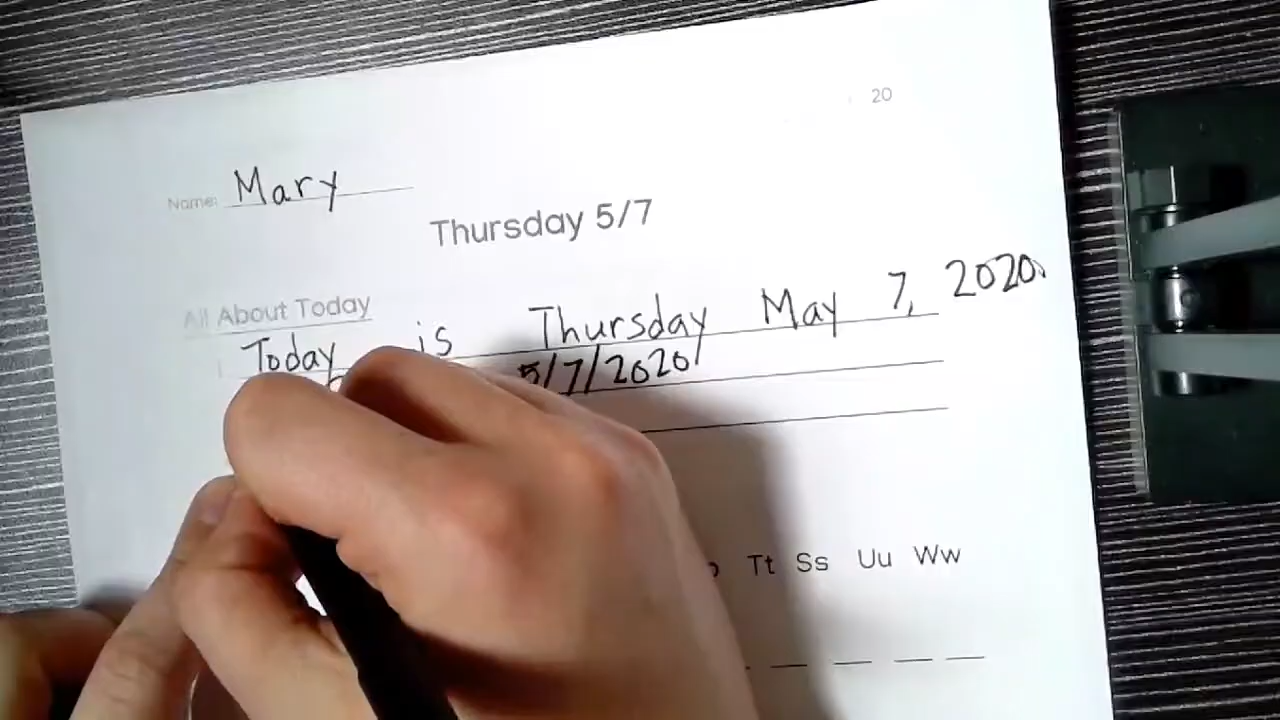 20
Name: Mary
Thursday 5/7
All About Today
Today is Thursday May 7, 2020.
5/7/2020
Tt Ss Uu Ww